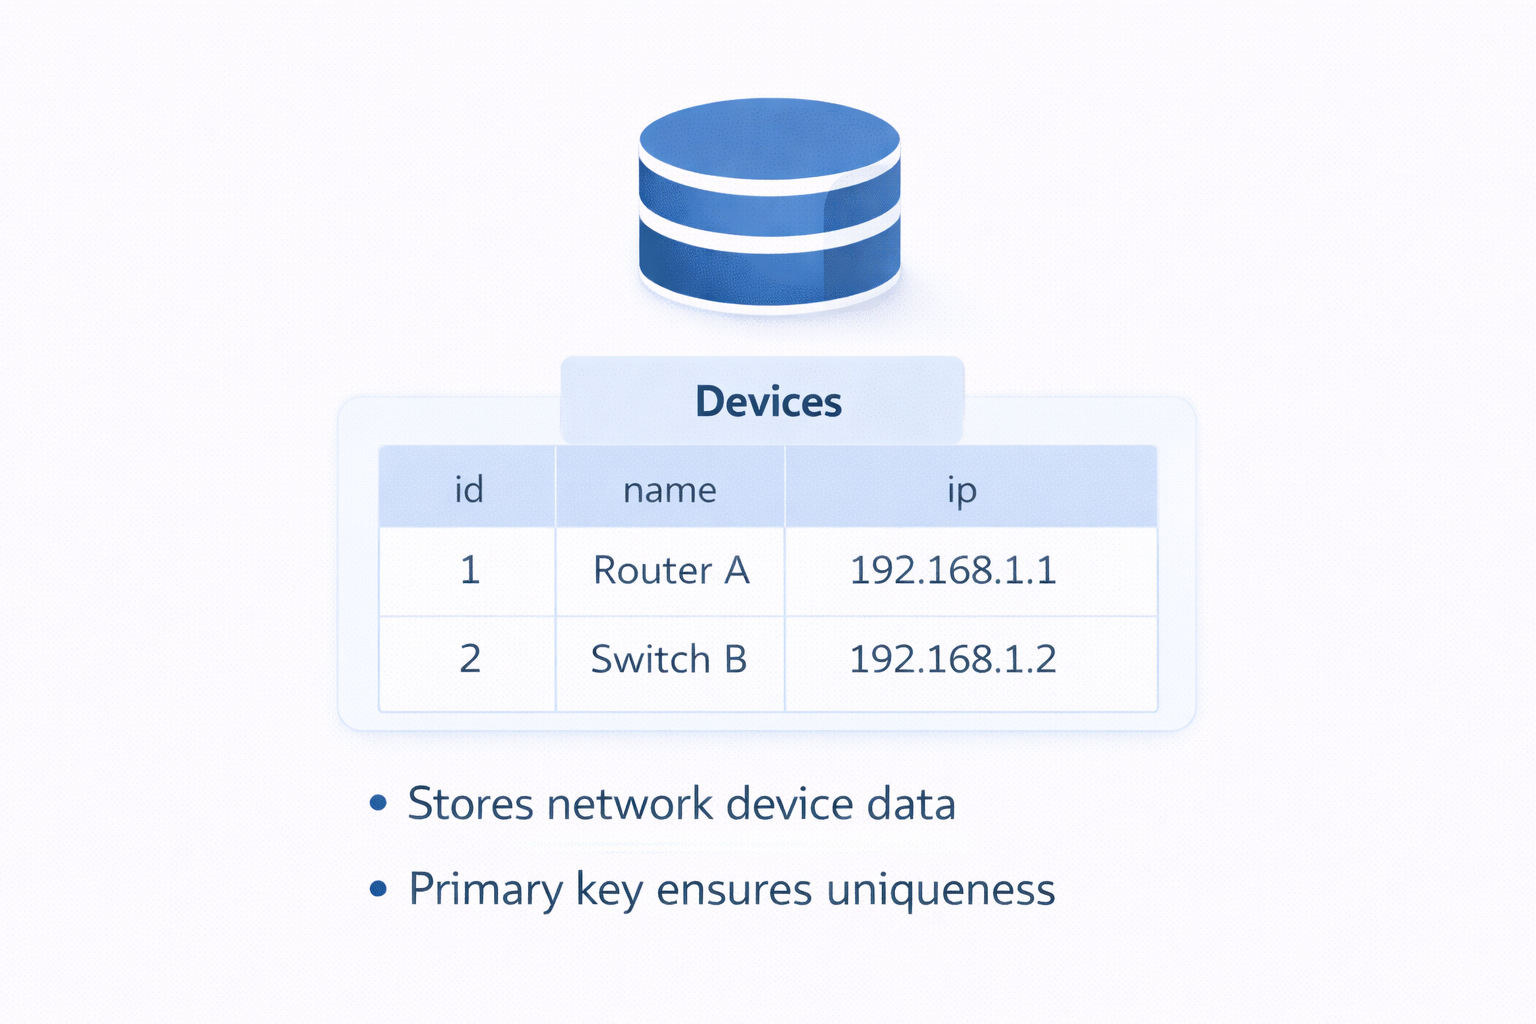 Devices
id name ip
1 Router A 192.168.1.1
2 Switch B 192.168.1.2
• Stores network device data
• Primary key ensures uniqueness